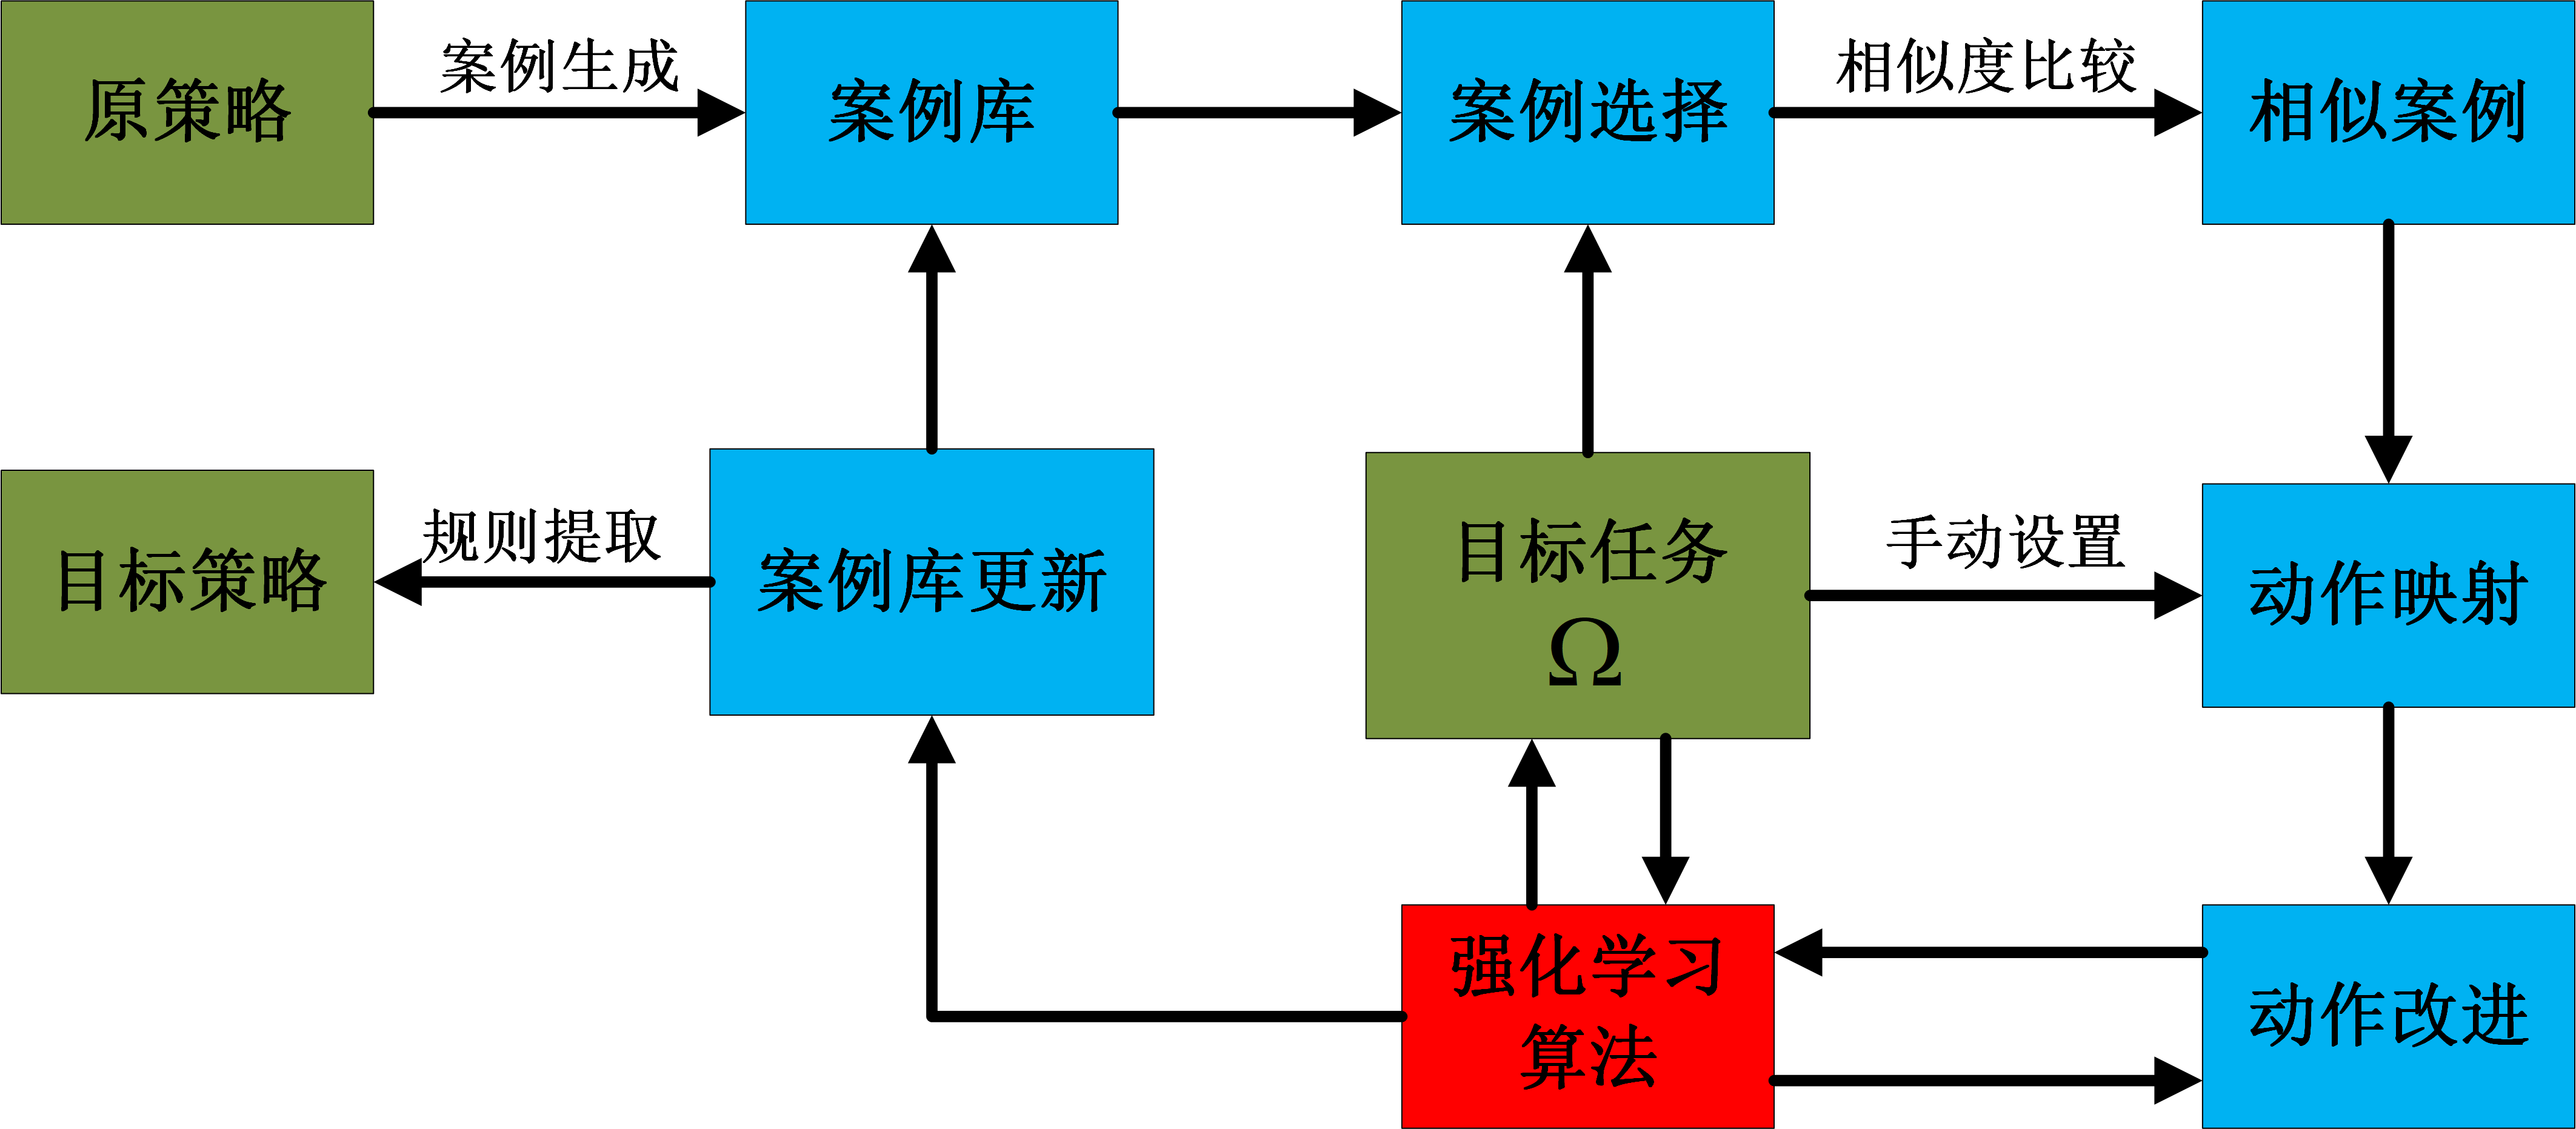 原策略
案例生成
案例库
案例选择
相似度比较
相似案例
目标策略
规则提取
案例库更新
目标任务
Ω
手动设置
动作映射
强化学习
算法
动作改进